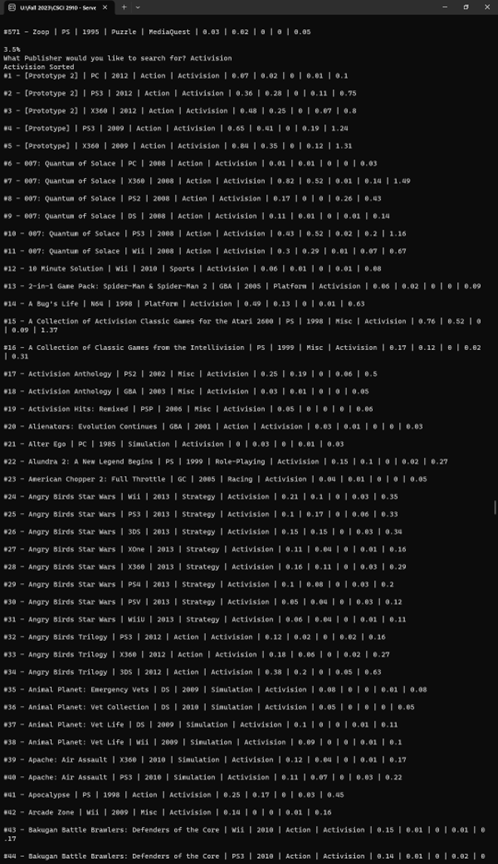 U:\Fall 2023\CSCI 2910 - Serve
#571 - Zoop | PS | 1995 | Puzzle | MediaQuest | 0.03 | 0.02 | 0 | 0 | 0.05
3.5%
What Publisher would you like to search for? Activision
Activision Sorted
#1 - [Prototype 2] | PC | 2012 | Action | Activision | 0.07 | 0.02 | 0 | 0.01 | 0.1
#2 - [Prototype 2] | PS3 | 2012 | Action | Activision | 0.36 | 0.28 | 0 | 0.11 | 0.75
#3 - [Prototype 2] | X360 | 2012 | Action | Activision | 0.48 | 0.25 | 0 | 0.07 | 0.8
#4 - [Prototype] | PS3 | 2009 | Action | Activision | 0.65 | 0.41 | 0 | 0.19 | 1.24
#5 - [Prototype] | X360 | 2009 | Action | Activision | 0.84 | 0.35 | 0 | 0.12 | 1.31
#6 - 007: Quantum of Solace | PC | 2008 | Action | Activision | 0.01 | 0.01 | 0 | 0 | 0.03
#7 - 007: Quantum of Solace | X360 | 2008 | Action | Activision | 0.82 | 0.52 | 0.01 | 0.14 | 1.49
#8 - 007: Quantum of Solace | PS2 | 2008 | Action | Activision | 0.17 | 0 | 0 | 0.26 | 0.43
#9 - 007: Quantum of Solace | DS | 2008 | Action | Activision | 0.11 | 0.01 | 0 | 0.01 | 0.14
#10 - 007: Quantum of Solace | PS3 | 2008 | Action | Activision | 0.43 | 0.52 | 0.02 | 0.2 | 1.16
#11 - 007: Quantum of Solace | Wii | 2008 | Action | Activision | 0.3 | 0.29 | 0.01 | 0.07 | 0.67
#12 - 10 Minute Solution | Wii | 2010 | Sports | Activision | 0.06 | 0.01 | 0 | 0.01 | 0.08
#13 - 2-in-1 Game Pack: Spider-Man & Spider-Man 2 | GBA | 2005 | Platform | Activision | 0.06 | 0.02 | 0 | 0 | 0.09
#14 - A Bug's Life | N64 | 1998 | Platform | Activision | 0.49 | 0.13 | 0 | 0.01 | 0.63
#15 - A Collection of Activision Classic Games for the Atari 2600 | PS | 1998 | Misc | Activision | 0.76 | 0.52 | 0
| 0.09 | 1.37
#16 - A Collection of Classic Games from the Intellivision | PS | 1999 | Misc | Activision | 0.17 | 0.12 | 0 | 0.02
| 0.31
#17 - Activision Anthology | PS2 | 2002 | Misc | Activision | 0.25 | 0.19 | 0 | 0.06 | 0.5
#18 - Activision Anthology | GBA | 2003 | Misc | Activision | 0.03 | 0.01 | 0 | 0 | 0.05
#19 - Activision Hits: Remixed | PSP | 2006 | Misc | Activision | 0.05 | 0 | 0 | 0 | 0.06
#20 - Alienators: Evolution Continues | GBA | 2001 | Action | Activision | 0.03 | 0.01 | 0 | 0 | 0.03
#21 - Alter Ego | PC | 1985 | Simulation | Activision | 0 | 0.03 | 0 | 0.01 | 0.03
#22 - Alundra 2: A New Legend Begins | PS | 1999 | Role-Playing | Activision | 0.15 | 0.1 | 0 | 0.02 | 0.27
#23 - American Chopper 2: Full Throttle | GC | 2005 | Racing | Activision | 0.04 | 0.01 | 0 | 0 | 0.05
#24 - Angry Birds Star Wars | Wii | 2013 | Strategy | Activision | 0.21 | 0.1 | 0 | 0.03 | 0.35
#25 - Angry Birds Star Wars | PS3 | 2013 | Strategy | Activision | 0.1 | 0.17 | 0 | 0.06 | 0.33
#26 - Angry Birds Star Wars | 3DS | 2013 | Strategy | Activision | 0.15 | 0.15 | 0 | 0.03 | 0.34
#27 - Angry Birds Star Wars | XOne | 2013 | Strategy | Activision | 0.11 | 0.04 | 0 | 0.01 | 0.16
#28 - Angry Birds Star Wars | X360 | 2013 | Strategy | Activision | 0.16 | 0.11 | 0 | 0.03 | 0.29
#29 - Angry Birds Star Wars | PS4 | 2013 | Strategy | Activision | 0.1 | 0.08 | 0 | 0.03 | 0.2
#30 - Angry Birds Star Wars | PSV | 2013 | Strategy | Activision | 0.05 | 0.04 | 0 | 0.03 | 0.12
#31 - Angry Birds Star Wars | WiiU | 2013 | Strategy | Activision | 0.06 | 0.04 | 0 | 0.01 | 0.11
#32 - Angry Birds Trilogy | PS3 | 2012 | Action | Activision | 0.12 | 0.02 | 0 | 0.02 | 0.16
#33 - Angry Birds Trilogy | X360 | 2012 | Action | Activision | 0.18 | 0.06 | 0 | 0.02 | 0.27
#34 - Angry Birds Trilogy | 3DS | 2012 | Action | Activision | 0.38 | 0.2 | 0 | 0.05 | 0.63
#35 - Animal Planet: Emergency Vets | DS | 2009 | Simulation | Activision | 0.08 | 0 | 0 | 0.01 | 0.08
#36 - Animal Planet: Vet Collection | DS | 2010 | Simulation | Activision | 0.05 | 0 | 0 | 0 | 0.05
#37 - Animal Planet: Vet Life | DS | 2009 | Simulation | Activision | 0.1 | 0 | 0 | 0.01 | 0.11
#38 - Animal Planet: Vet Life | Wii | 2009 | Simulation | Activision | 0.09 | 0 | 0 | 0.01 | 0.1
#39 - Apache: Air Assault | X360 | 2010 | Simulation | Activision | 0.12 | 0.04 | 0 | 0.01 | 0.17
#40 - Apache: Air Assault | PS3 | 2010 | Simulation | Activision | 0.11 | 0.07 | 0 | 0.03 | 0.22
#41 - Apocalypse | PS | 1998 | Action | Activision | 0.25 | 0.17 | 0 | 0.03 | 0.45
#42 - Arcade Zone | Wii | 2009 | Misc | Activision | 0.14 | 0 | 0 | 0.01 | 0.16
#43 - Bakugan Battle Brawlers: Defenders of the Core | Wii | 2010 | Action | Activision | 0.15 | 0.01 | 0 | 0.01 | 0
.17
#44 - Bakugan Battle Brawlers: Defenders of the Core | PS3 | 2010 | Action | Activision | 0.14 | 0.01 | 0 | 0.02 | 0